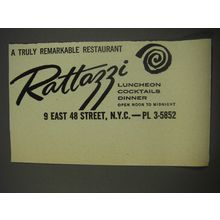 A TRULY REMARKABLE RESTAURANT
Rattazzi
LUNCHEON
COCKTAILS
DINNER
OPEN NOON TO MIDNIGHT
9 EAST 48 STREET, N.Y.C. — PL 3-5852